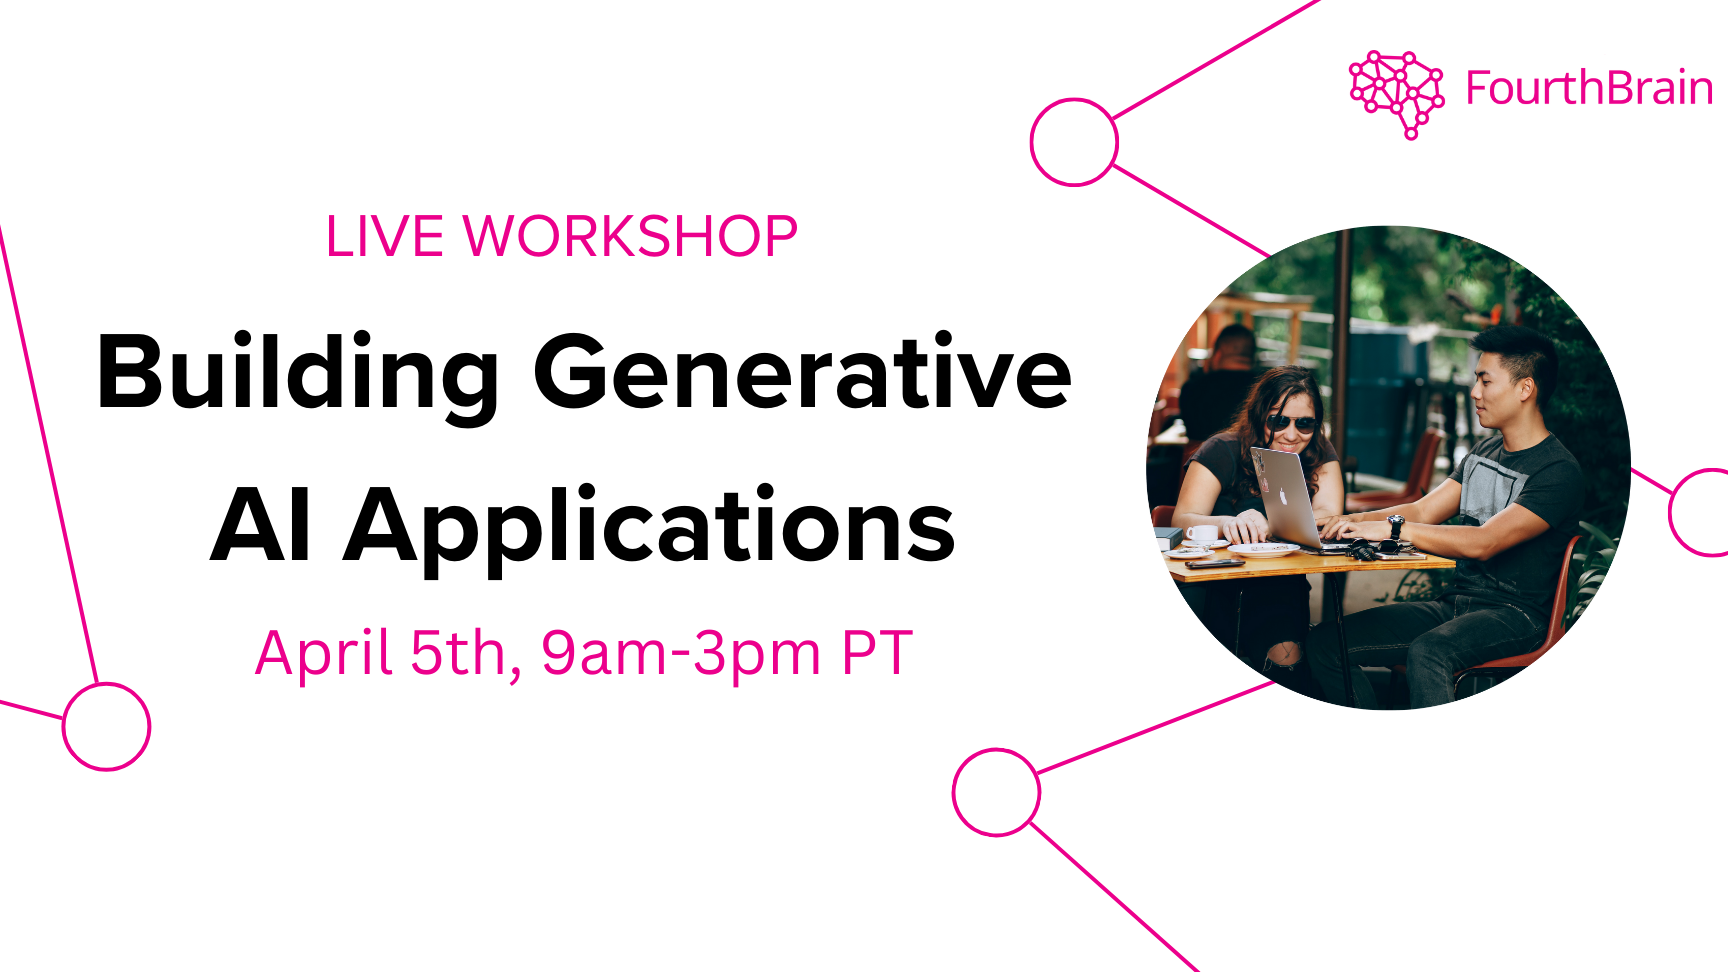 FourthBrain
LIVE WORKSHOP
Building Generative
AI Applications
April 5th, 9am-3pm PT